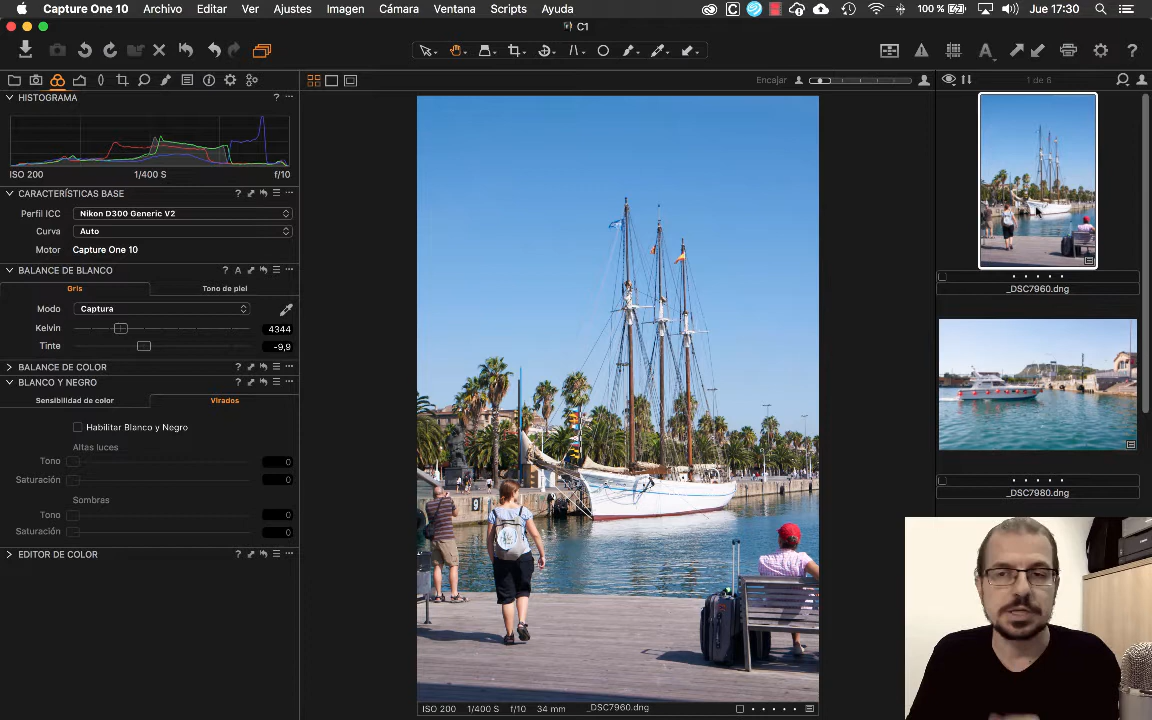 Capture One 10 Archivo Editar Ver Ajustes Imagen Cámara Ventana Scripts Ayuda 100 % Jue 17:30
C1
Encajar 1 de 6
HISTOGRAMA ?
ISO 200 1/400 S f/10
CARACTERÍSTICAS BASE ?
Perfil ICC Nikon D300 Generic V2
Curva Auto
Motor Capture One 10
BALANCE DE BLANCO ? A
Gris Tono de piel
Modo Captura
Kelvin 4344
Tinte -9,9
BALANCE DE COLOR ?
BLANCO Y NEGRO ?
Sensibilidad de color Virados
Habilitar Blanco y Negro
Altas luces
Tono 0
Saturación 0
Sombras
Tono 0
Saturación 0
EDITOR DE COLOR ?
9
ISO 200 1/400 S f/10 34 mm _DSC7960.dng
_DSC7960.dng
_DSC7980.dng